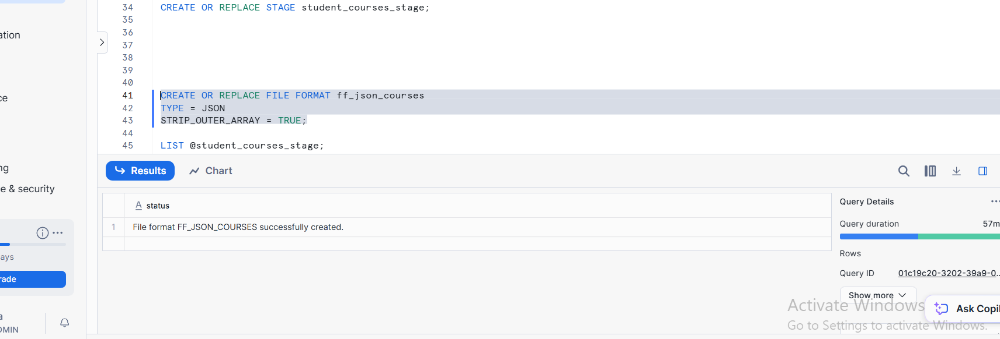 34 CREATE OR REPLACE STAGE student_courses_stage;
35
36
37
38
39
40
41 CREATE OR REPLACE FILE FORMAT ff_json_courses
42 TYPE = JSON
43 STRIP_OUTER_ARRAY = TRUE;
44
45 LIST @student_courses_stage;
ation
ce
ng
e & security
ays
rade
a
DMIN
Results Chart
A status
1 File format FF_JSON_COURSES successfully created.
Query Details ...
Query duration 57m
Rows
Query ID 01c19c20-3202-39a9-0...
Show more
Ask Copil
Activate Windows
Go to Settings to activate Windows.